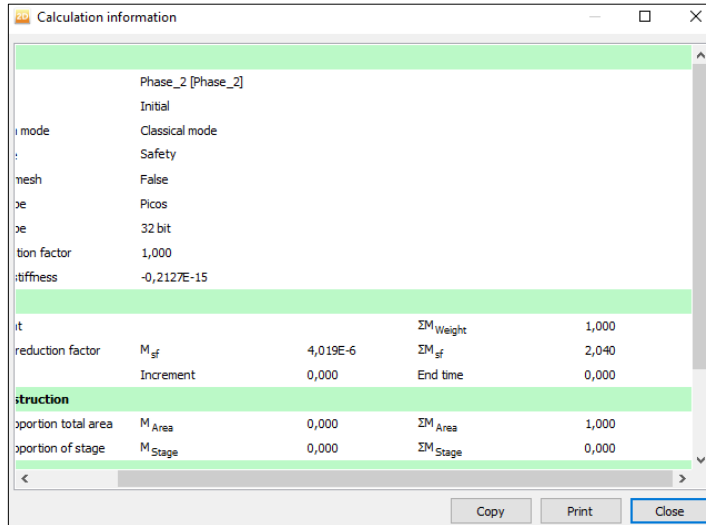 Calculation information
Phase_2 [Phase_2]
Initial
mode Classical mode
Safety
mesh False
Picos
32 bit
tion factor 1,000
stiffness -0,2127E-15
ΣM Weight 1,000
reduction factor M sf 4,019E-6 ΣM sf 2,040
Increment 0,000 End time 0,000
struction
oportion total area M Area 0,000 ΣM Area 1,000
oportion of stage M Stage 0,000 ΣM Stage 0,000
Copy Print Close